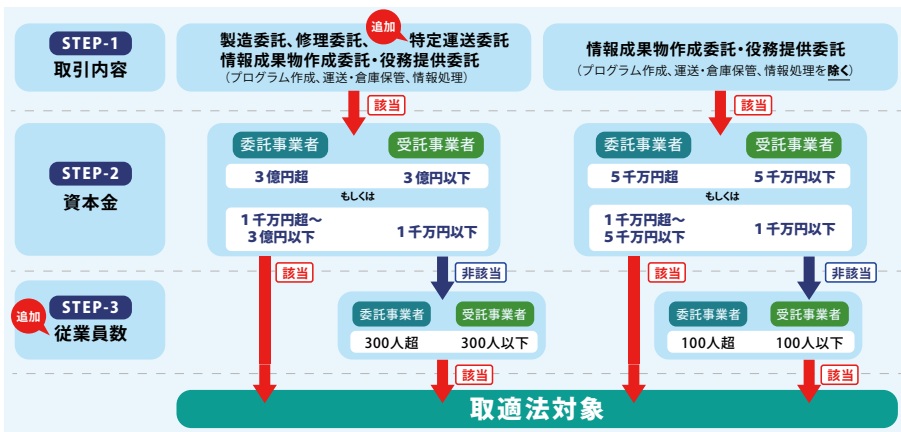 STEP-1
取引内容
追加
製造委託、修理委託、特定運送委託
情報成果物作成委託・役務提供委託
(プログラム作成、運送・倉庫保管、情報処理)
情報成果物作成委託・役務提供委託
(プログラム作成、運送・倉庫保管、情報処理を除く)
該当
該当
STEP-2
資本金
委託事業者
受託事業者
3億円超
3億円以下
もしくは
1千万円超~
3億円以下
1千万円以下
委託事業者
受託事業者
5千万円超
5千万円以下
もしくは
1千万円超~
5千万円以下
1千万円以下
該当
非該当
該当
非該当
追加
STEP-3
従業員数
委託事業者
受託事業者
300人超
300人以下
委託事業者
受託事業者
100人超
100人以下
該当
該当
取適法対象